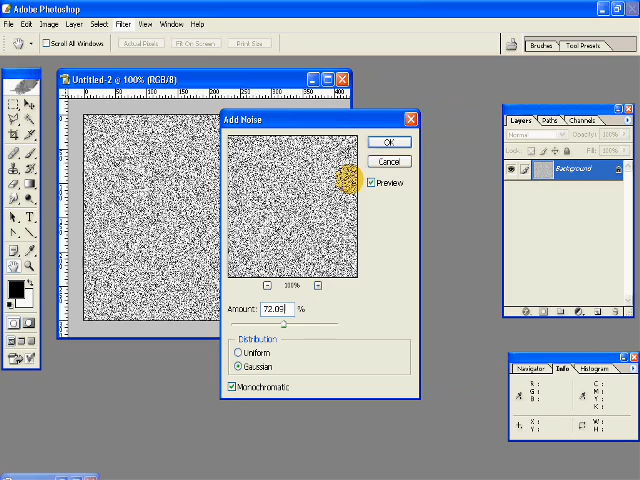 Adobe Photoshop
File Edit Image Layer Select Filter View Window Help
Scroll All Windows Actual Pixels Fit On Screen Print Size Brushes Tool Presets
Untitled-2 @ 100% (RGB/8)
Add Noise
OK
Cancel
Preview
100%
Amount: 72.09 %
Distribution
Uniform
Gaussian
Monochromatic
Layers Paths Channels
Normal Opacity: 100%
Lock: Fill: 100%
Background
Navigator Info Histogram
R : C :
G : M :
B : Y :
K :
X : W :
Y : H :